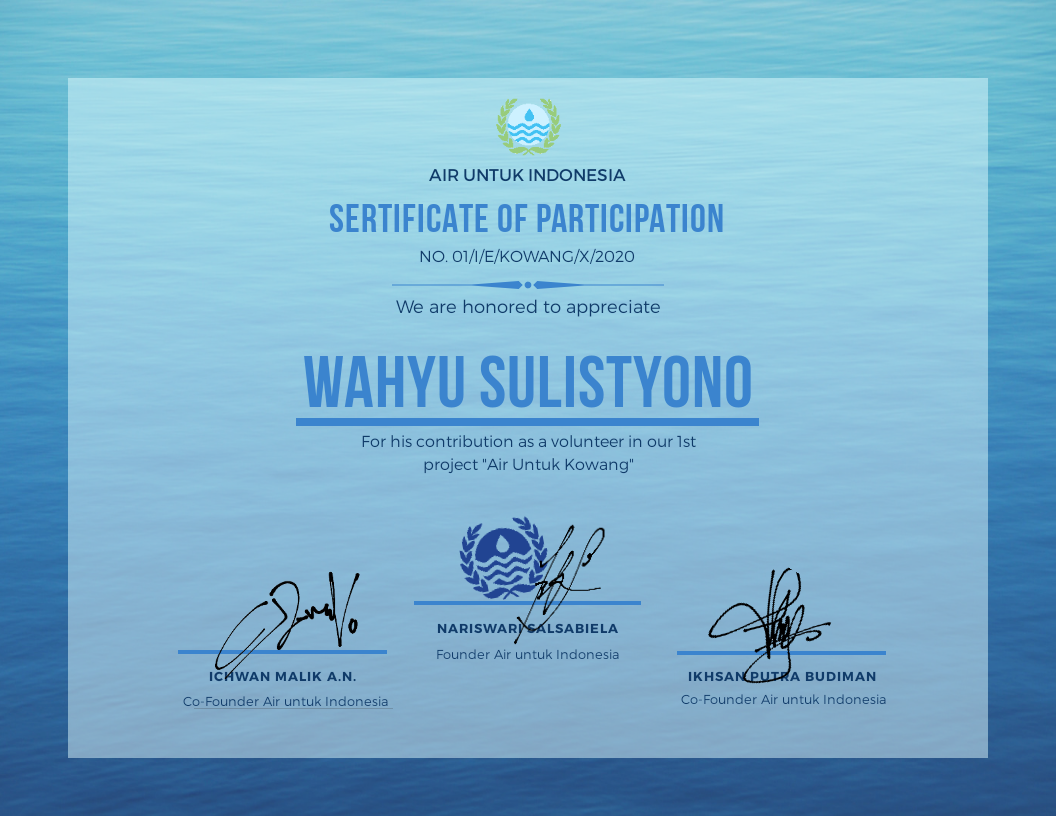 AIR UNTUK INDONESIA
SERTIFICATE OF PARTICIPATION
NO. 01/I/E/KOWANG/X/2020
We are honored to appreciate
WAHYU SULISTYONO
For his contribution as a volunteer in our 1st
project "Air Untuk Kowang"
NARISWARI SALSABIELA
Founder Air untuk Indonesia
ICHWAN MALIK A.N.
Co-Founder Air untuk Indonesia
IKHSAN PUTRA BUDIMAN
Co-Founder Air untuk Indonesia